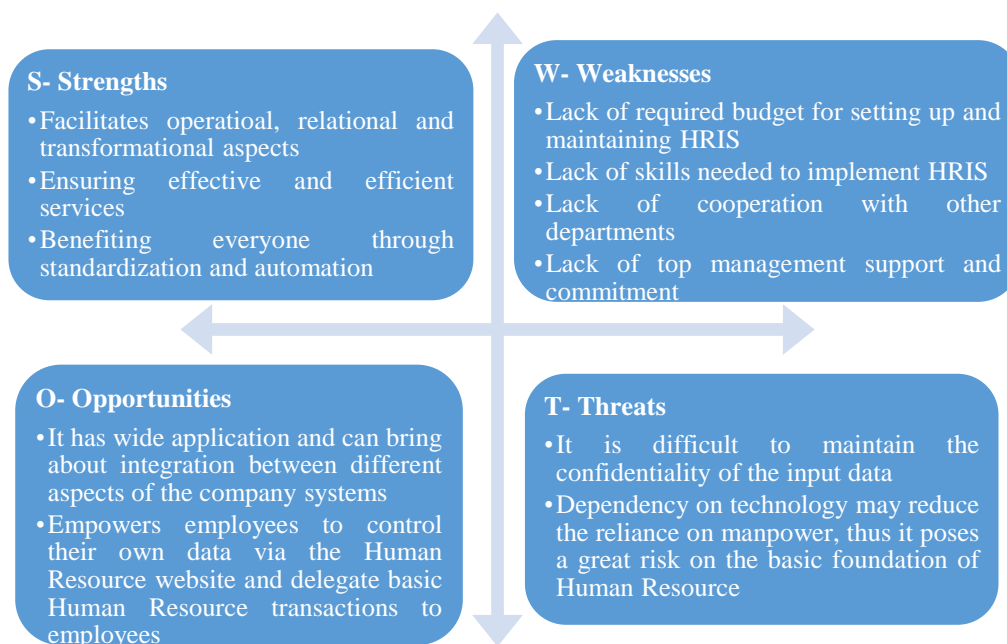 S- Strengths
•Facilitates operatioal, relational and
transformational aspects
•Ensuring effective and efficient
services
•Benefiting everyone through
standardization and automation
W- Weaknesses
•Lack of required budget for setting up and
maintaining HRIS
•Lack of skills needed to implement HRIS
•Lack of cooperation with other
departments
•Lack of top management support and
commitment
O- Opportunities
•It has wide application and can bring
about integration between different
aspects of the company systems
•Empowers employees to control
their own data via the Human
Resource website and delegate basic
Human Resource transactions to
employees
T- Threats
•It is difficult to maintain the
confidentiality of the input data
•Dependency on technology may reduce
the reliance on manpower, thus it poses
a great risk on the basic foundation of
Human Resource